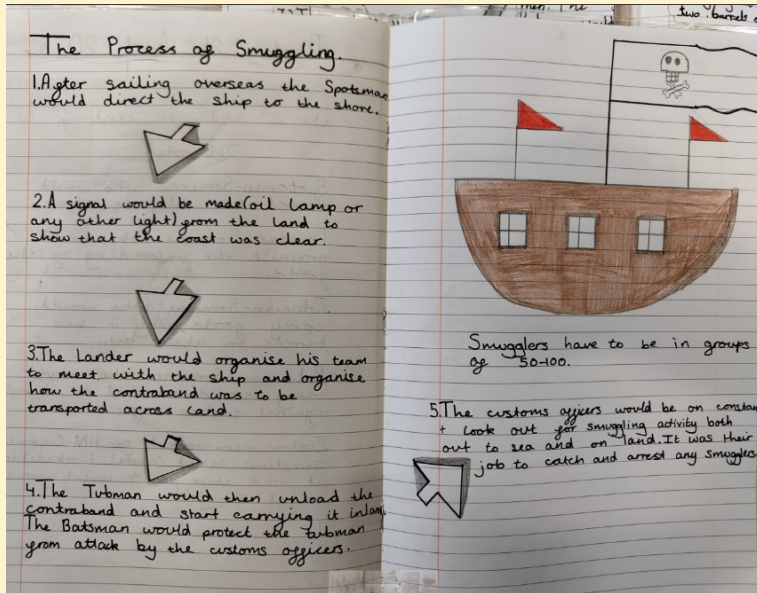 The Process of Smuggling.
1.After sailing overseas the Spotsman
would direct the ship to the shore.
2.A signal would be made(oil lamp or
any other light)from the land to
show that the coast was clear.
3.The Lander would organise his team
to meet with the ship and organise
how the contraband was to be
transported across land.
4.The Tubman would then unload the
contraband and start carrying it
The Batsman would protect the tubman
from attack by the customs officers.
two barrels
Smugglers have to be in groups
of 50-100.
5.The customs officers would be on constan
t look out for smuggling activity both
out to sea and on land.It was their
job to catch and arrest any